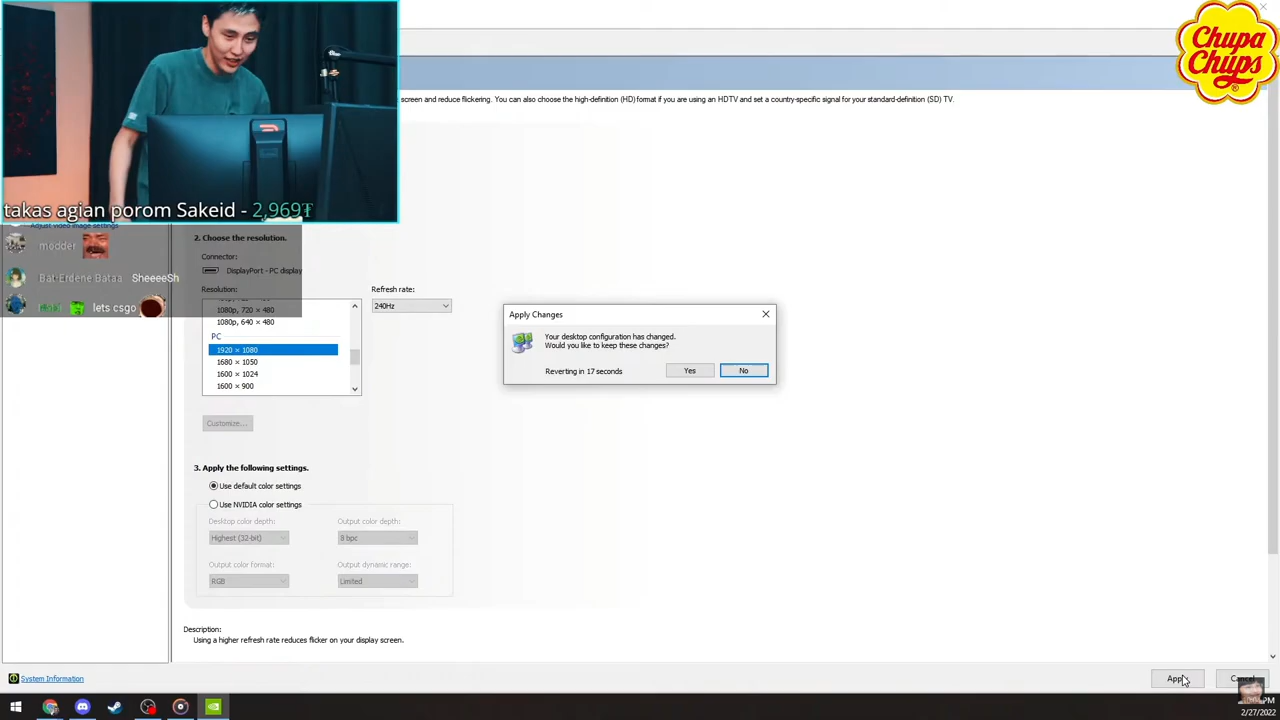 Chupa
Chups
screen and reduce flickering. You can also choose the high-definition (HD) format if you are using an HDTV and set a country-specific signal for your standard-definition (SD) TV.
takas agian porom Sakeid - 2,969₮
Adjust video image settings
medder
Bat-Erdene Bataa SheeeeSh
lets csgo
2. Choose the resolution.
Connector:
DisplayPort - PC display
Resolution:
Refresh rate:
240Hz
1080p, 720 × 480
1080p, 640 × 480
PC
1920 × 1080
1680 × 1050
1600 × 1024
1600 × 900
Customize...
Apply Changes
Your desktop configuration has changed.
Would you like to keep these changes?
Reverting in 17 seconds
Yes
No
3. Apply the following settings.
Use default color settings
Use NVIDIA color settings
Desktop color depth:
Output color depth:
Highest (32-bit)
8 bpc
Output color format:
Output dynamic range:
RGB
Limited
Description:
Using a higher refresh rate reduces flicker on your display screen.
System Information
Apply
Cancel
PM
2/27/2022